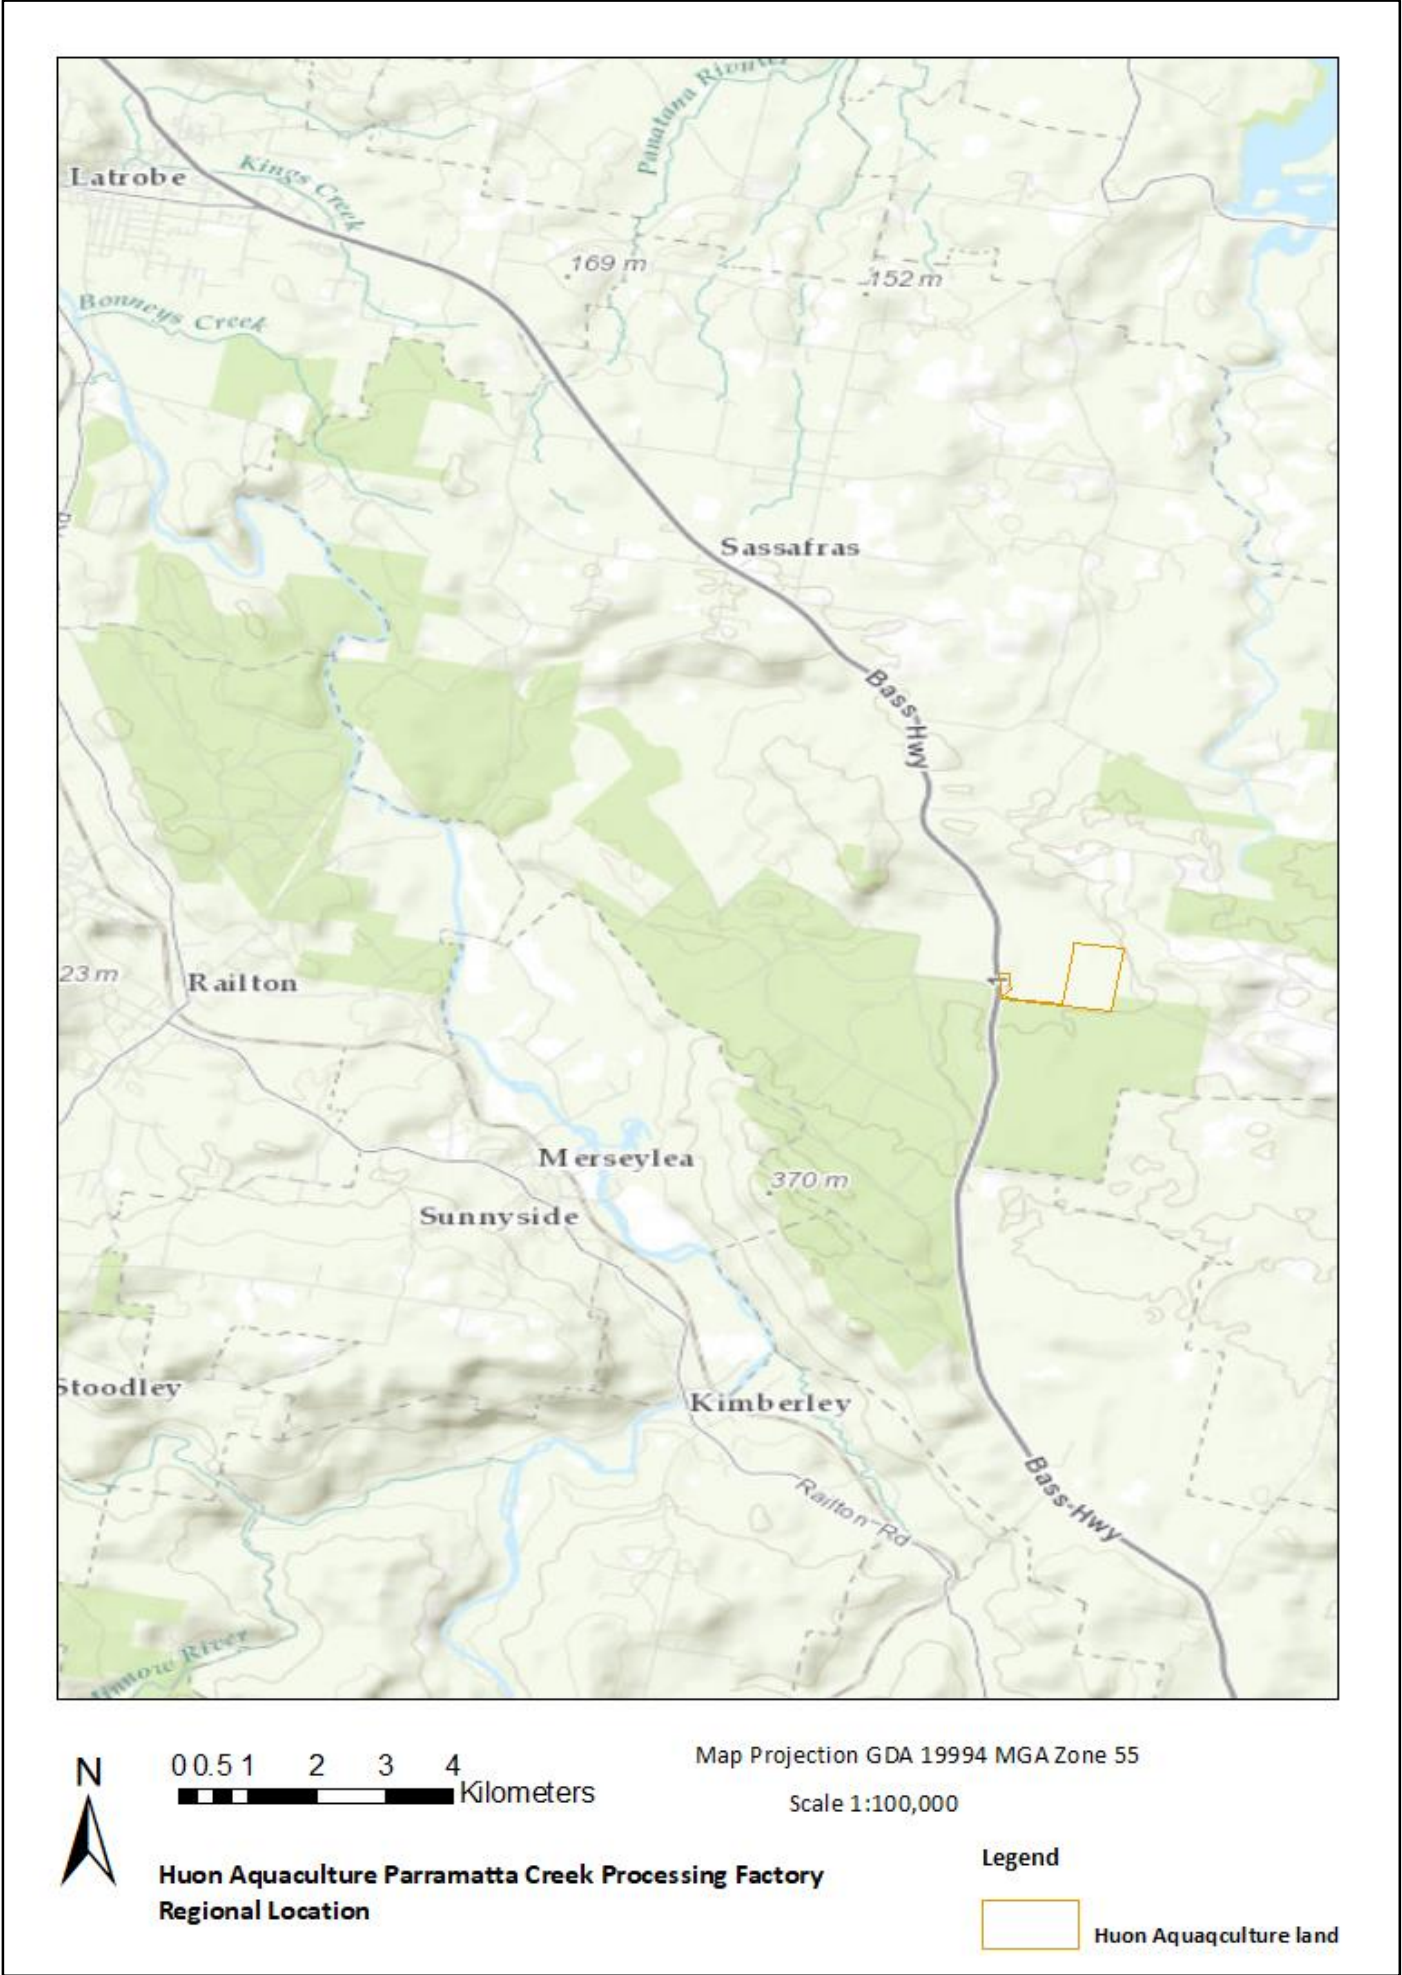 Panatana Rivulet
Latrobe
Kings Creek
169 m
152 m
Bonneys Creek
Sassafras
Bass-Hwy
23 m
Railton
1
Merseylea
370 m
Sunnyside
Stoodley
Kimberley
Bass-Hwy
Railton-Rd
River
N
0 0.5 1 2 3 4
Kilometers
Map Projection GDA 19994 MGA Zone 55
Scale 1:100,000
Huon Aquaculture Parramatta Creek Processing Factory
Regional Location
Legend
Huon Aquaqculture land